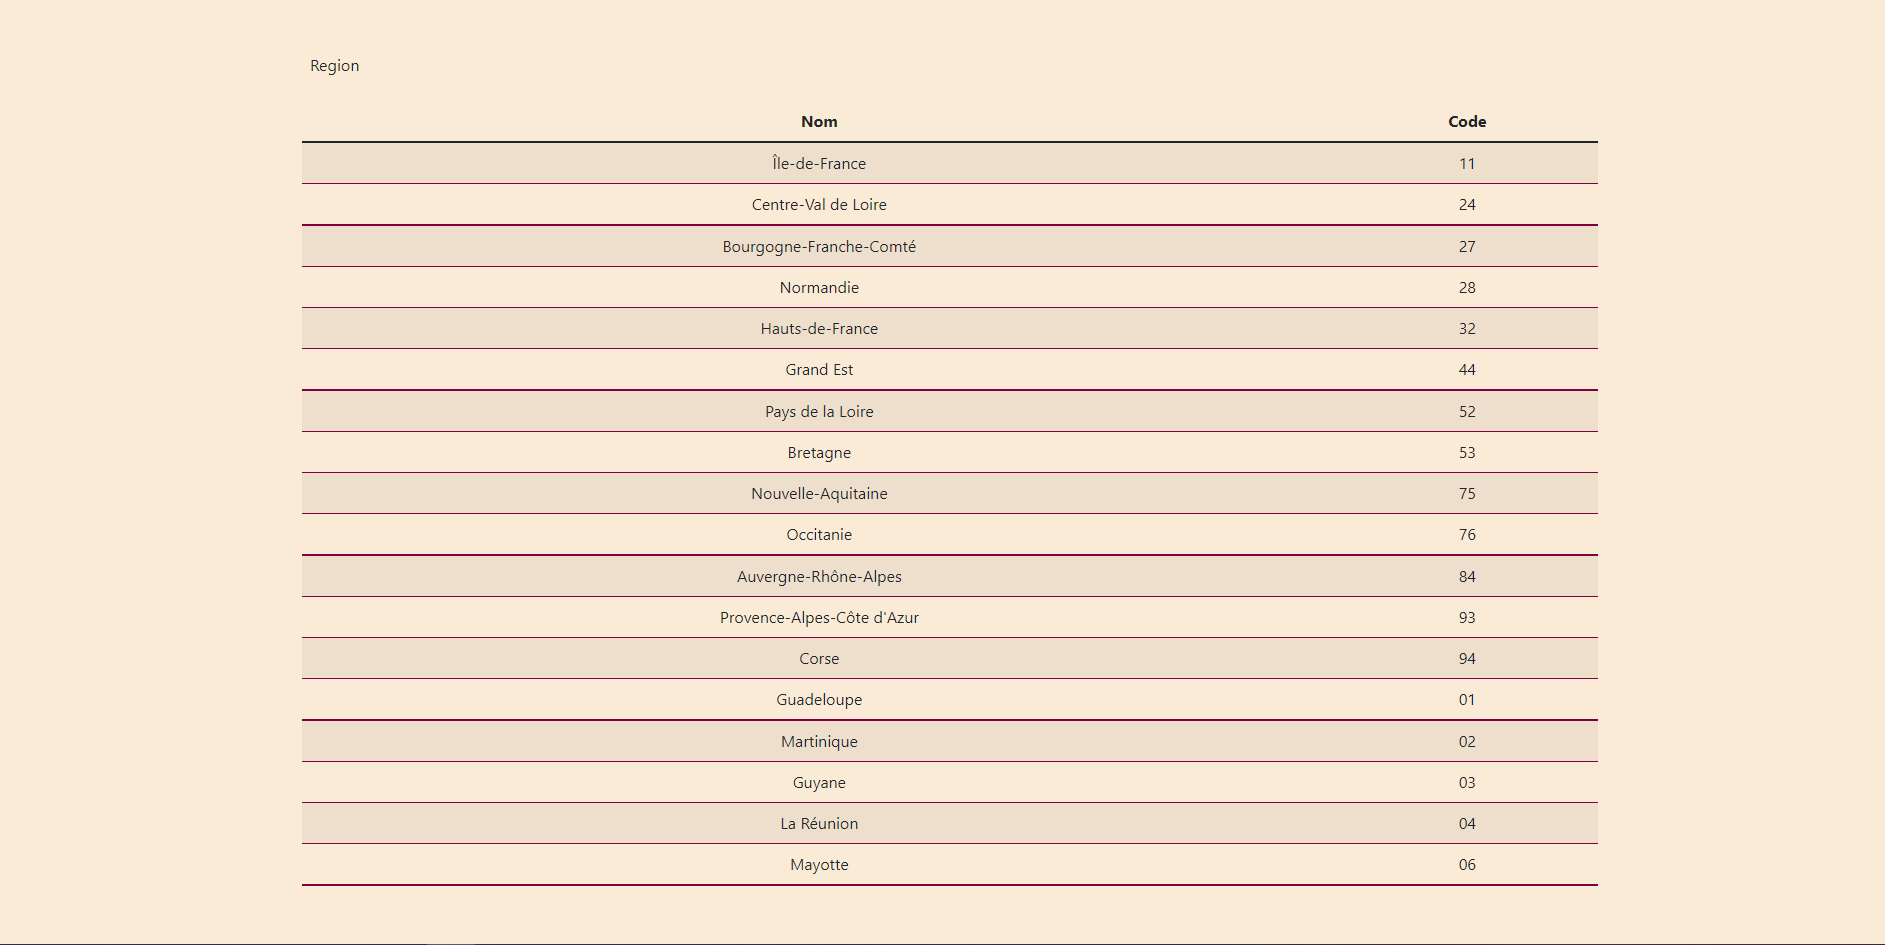 Region
Nom Code
Île-de-France 11
Centre-Val de Loire 24
Bourgogne-Franche-Comté 27
Normandie 28
Hauts-de-France 32
Grand Est 44
Pays de la Loire 52
Bretagne 53
Nouvelle-Aquitaine 75
Occitanie 76
Auvergne-Rhône-Alpes 84
Provence-Alpes-Côte d'Azur 93
Corse 94
Guadeloupe 01
Martinique 02
Guyane 03
La Réunion 04
Mayotte 06